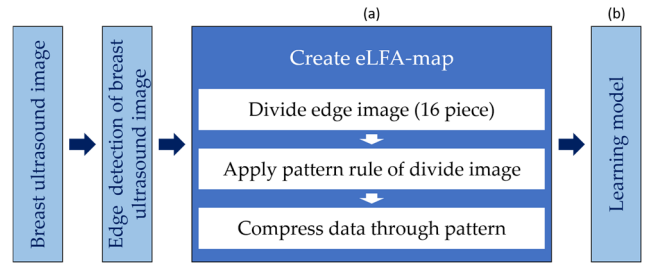 (a)
(b)
Breast ultrasound image
Edge detection of breast
ultrasound image
Create eLFA-map
Divide edge image (16 piece)
Apply pattern rule of divide image
Compress data through pattern
Learning model